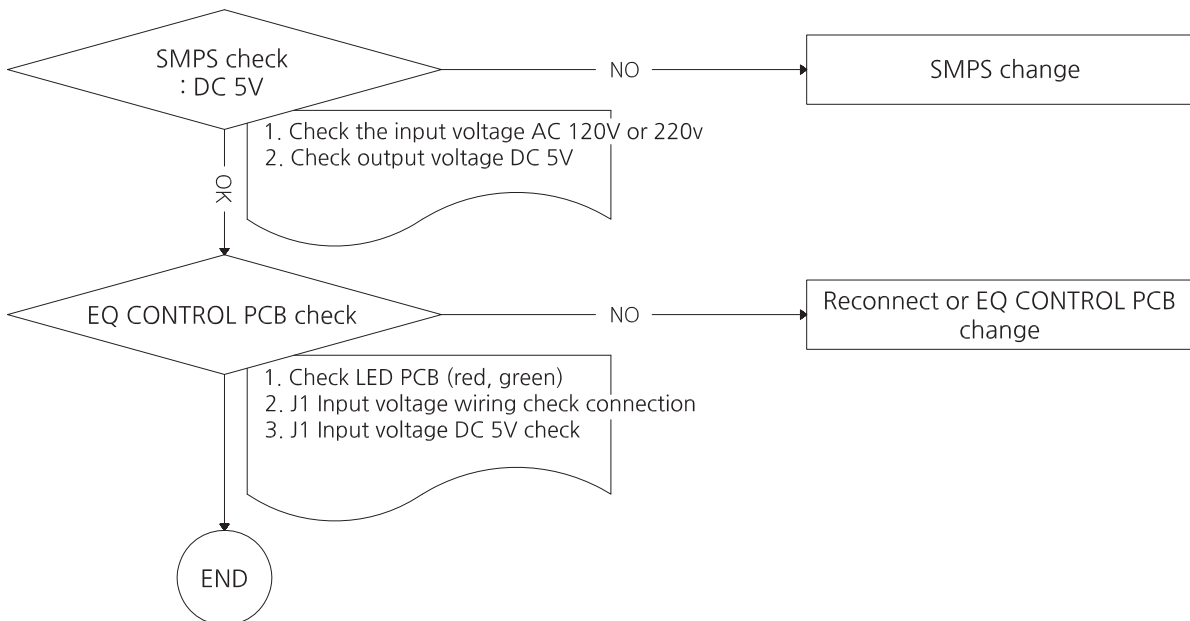 SMPS check
: DC 5V
NO
SMPS change
1. Check the input voltage AC 120V or 220v
2. Check output voltage DC 5V
OK
EQ CONTROL PCB check
NO
Reconnect or EQ CONTROL PCB
change
1. Check LED PCB (red, green)
2. J1 Input voltage wiring check connection
3. J1 Input voltage DC 5V check
END